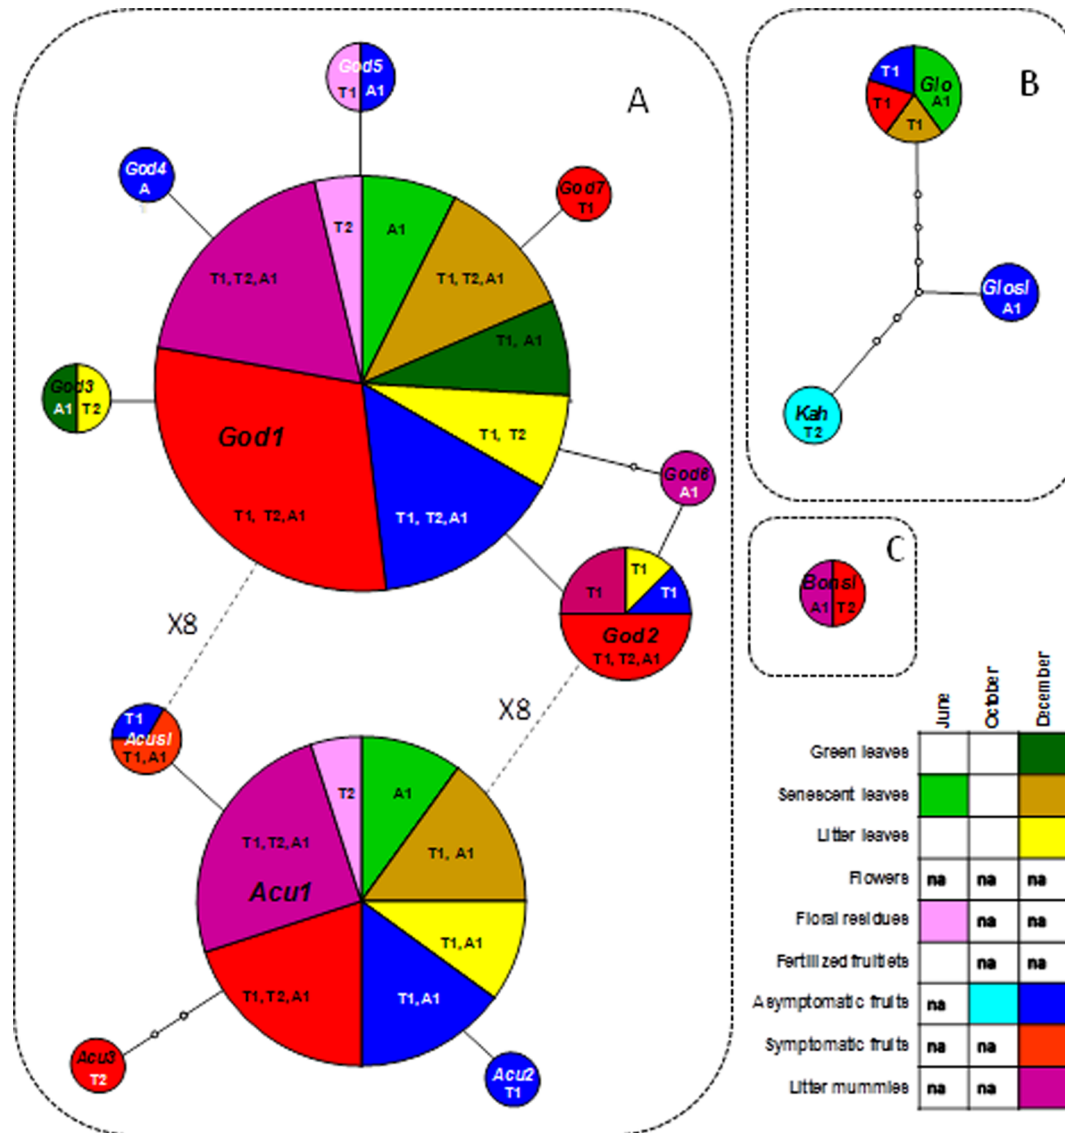 A
God5
T1
A1
God4
A
God7
T1
T2
A1
T1, T2, A1
T1, T2, A1
T1, A1
God3
A1
T2
T1, T2
God1
T1, T2, A1
T1, T2, A1
God6
A1
T1
T1
T1
God2
T1, T2, A1
X8
X8
T1
Acusl
T1, A1
T2
A1
T1, T2, A1
T1, A1
Acu1
T1, A1
T1, T2, A1
T1, A1
Acu3
T2
Acu2
T1
B
T1
Glo
A1
T1
T1
Glosl
A1
Kah
T2
C
Bonsl
A1
T2
June
October
December
Green leaves
Senescent leaves
Litter leaves
Flowers na na na
Floral residues na na
Fertilized fruitlets na na
Asymptomatic fruits na
Symptomatic fruits na na
Litter mummies na na